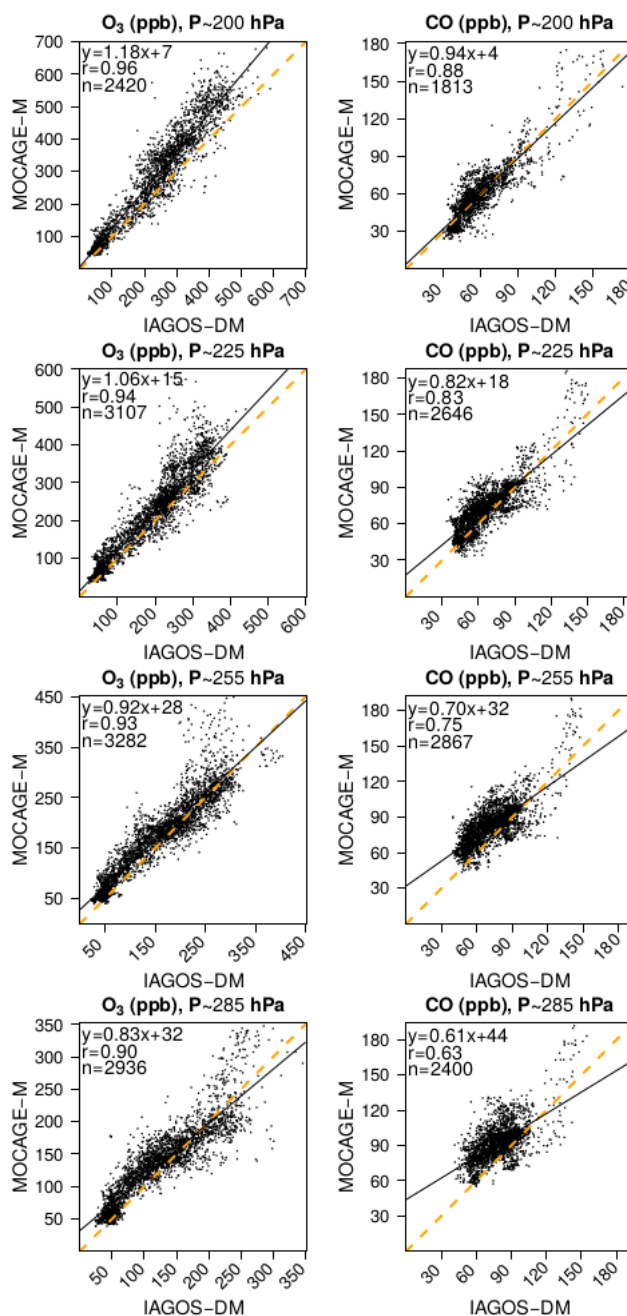 O₃ (ppb), P~200 hPa
y=1.18x+7
r=0.96
n=2420
MOCAGE−M
700
600
500
400
300
200
100
100 200 300 400 500 600 700
IAGOS−DM
CO (ppb), P~200 hPa
y=0.94x+4
r=0.88
n=1813
MOCAGE−M
180
150
120
90
60
30
30 60 90 120 150 180
IAGOS−DM
O₃ (ppb), P~225 hPa
y=1.06x+15
r=0.94
n=3107
MOCAGE−M
600
500
400
300
200
100
100 200 300 400 500 600
IAGOS−DM
CO (ppb), P~225 hPa
y=0.82x+18
r=0.83
n=2646
MOCAGE−M
180
150
120
90
60
30
30 60 90 120 150 180
IAGOS−DM
O₃ (ppb), P~255 hPa
y=0.92x+28
r=0.93
n=3282
MOCAGE−M
450
350
250
150
50
50 150 250 350 450
IAGOS−DM
CO (ppb), P~255 hPa
y=0.70x+32
r=0.75
n=2867
MOCAGE−M
180
150
120
90
60
30
30 60 90 120 150 180
IAGOS−DM
O₃ (ppb), P~285 hPa
y=0.83x+32
r=0.90
n=2936
MOCAGE−M
350
300
250
200
150
100
50
50 100 150 200 250 300 350
IAGOS−DM
CO (ppb), P~285 hPa
y=0.61x+44
r=0.63
n=2400
MOCAGE−M
180
150
120
90
60
30
30 60 90 120 150 180
IAGOS−DM